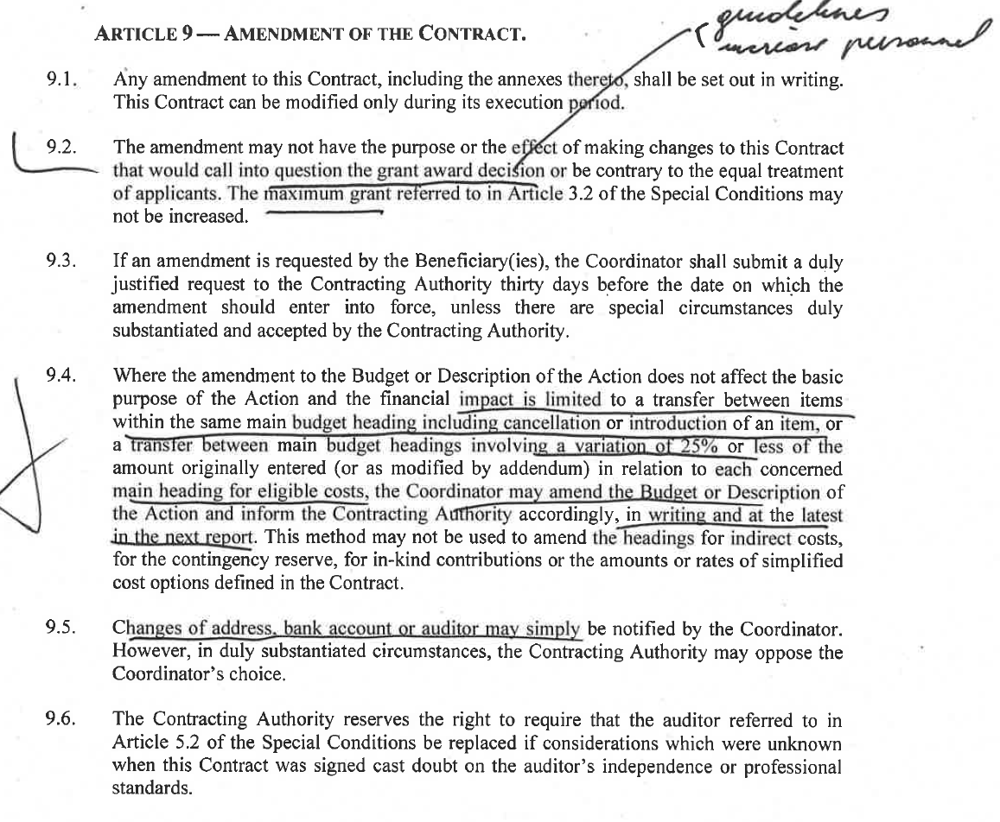 guidelines
increase personnel
ARTICLE 9 — AMENDMENT OF THE CONTRACT.
9.1. Any amendment to this Contract, including the annexes thereto, shall be set out in writing.
This Contract can be modified only during its execution period.
9.2. The amendment may not have the purpose or the effect of making changes to this Contract
that would call into question the grant award decision or be contrary to the equal treatment
of applicants. The maximum grant referred to in Article 3.2 of the Special Conditions may
not be increased.
9.3. If an amendment is requested by the Beneficiary(ies), the Coordinator shall submit a duly
justified request to the Contracting Authority thirty days before the date on which the
amendment should enter into force, unless there are special circumstances duly
substantiated and accepted by the Contracting Authority.
9.4. Where the amendment to the Budget or Description of the Action does not affect the basic
purpose of the Action and the financial impact is limited to a transfer between items
within the same main budget heading including cancellation or introduction of an item, or
a transfer between main budget headings involving a variation of 25% or less of the
amount originally entered (or as modified by addendum) in relation to each concerned
main heading for eligible costs, the Coordinator may amend the Budget or Description of
the Action and inform the Contracting Authority accordingly, in writing and at the latest
in the next report. This method may not be used to amend the headings for indirect costs,
for the contingency reserve, for in-kind contributions or the amounts or rates of simplified
cost options defined in the Contract.
9.5. Changes of address, bank account or auditor may simply be notified by the Coordinator.
However, in duly substantiated circumstances, the Contracting Authority may oppose the
Coordinator's choice.
9.6. The Contracting Authority reserves the right to require that the auditor referred to in
Article 5.2 of the Special Conditions be replaced if considerations which were unknown
when this Contract was signed cast doubt on the auditor's independence or professional
standards.